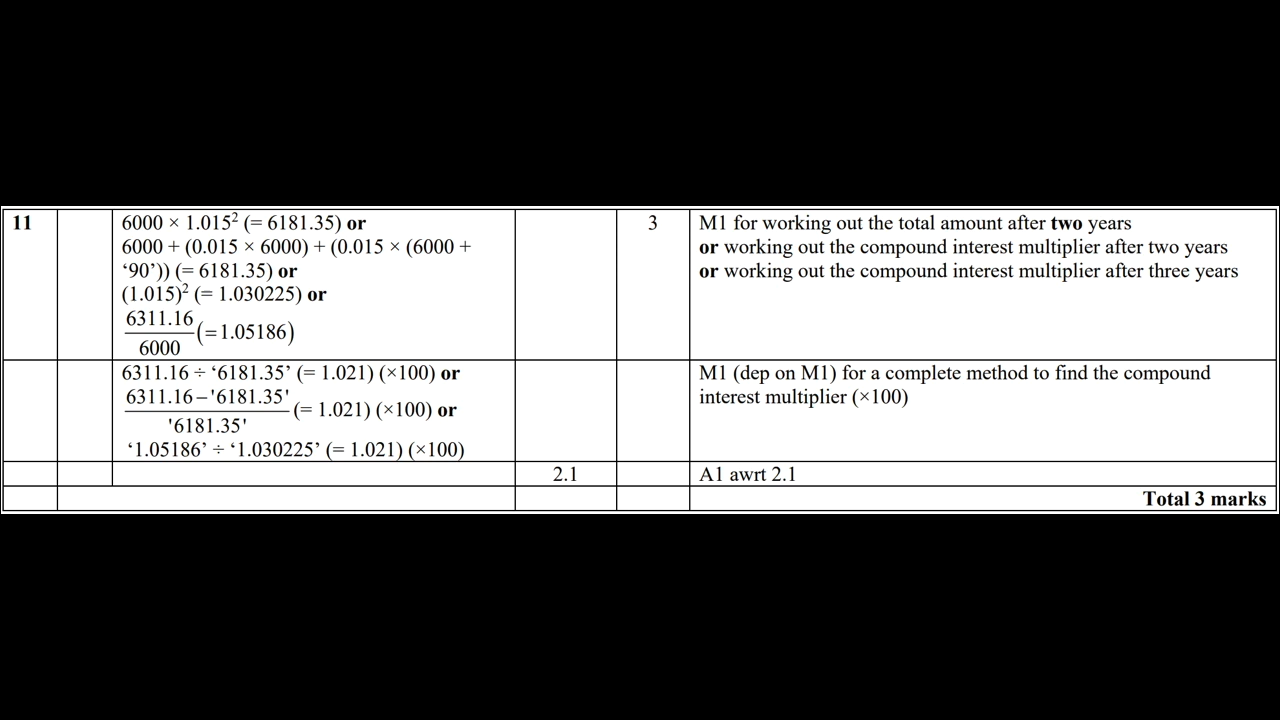 11
6000 × 1.015² (= 6181.35) or
6000 + (0.015 × 6000) + (0.015 × (6000 +
‘90’)) (= 6181.35) or
(1.015)² (= 1.030225) or
6311.16
6000
(= 1.05186)
3
M1 for working out the total amount after two years
or working out the compound interest multiplier after two years
or working out the compound interest multiplier after three years
6311.16 ÷ ‘6181.35’ (= 1.021) (×100) or
6311.16 – '6181.35'
'6181.35'
(= 1.021) (×100) or
‘1.05186’ ÷ ‘1.030225’ (= 1.021) (×100)
M1 (dep on M1) for a complete method to find the compound
interest multiplier (×100)
2.1
A1 awrt 2.1
Total 3 marks